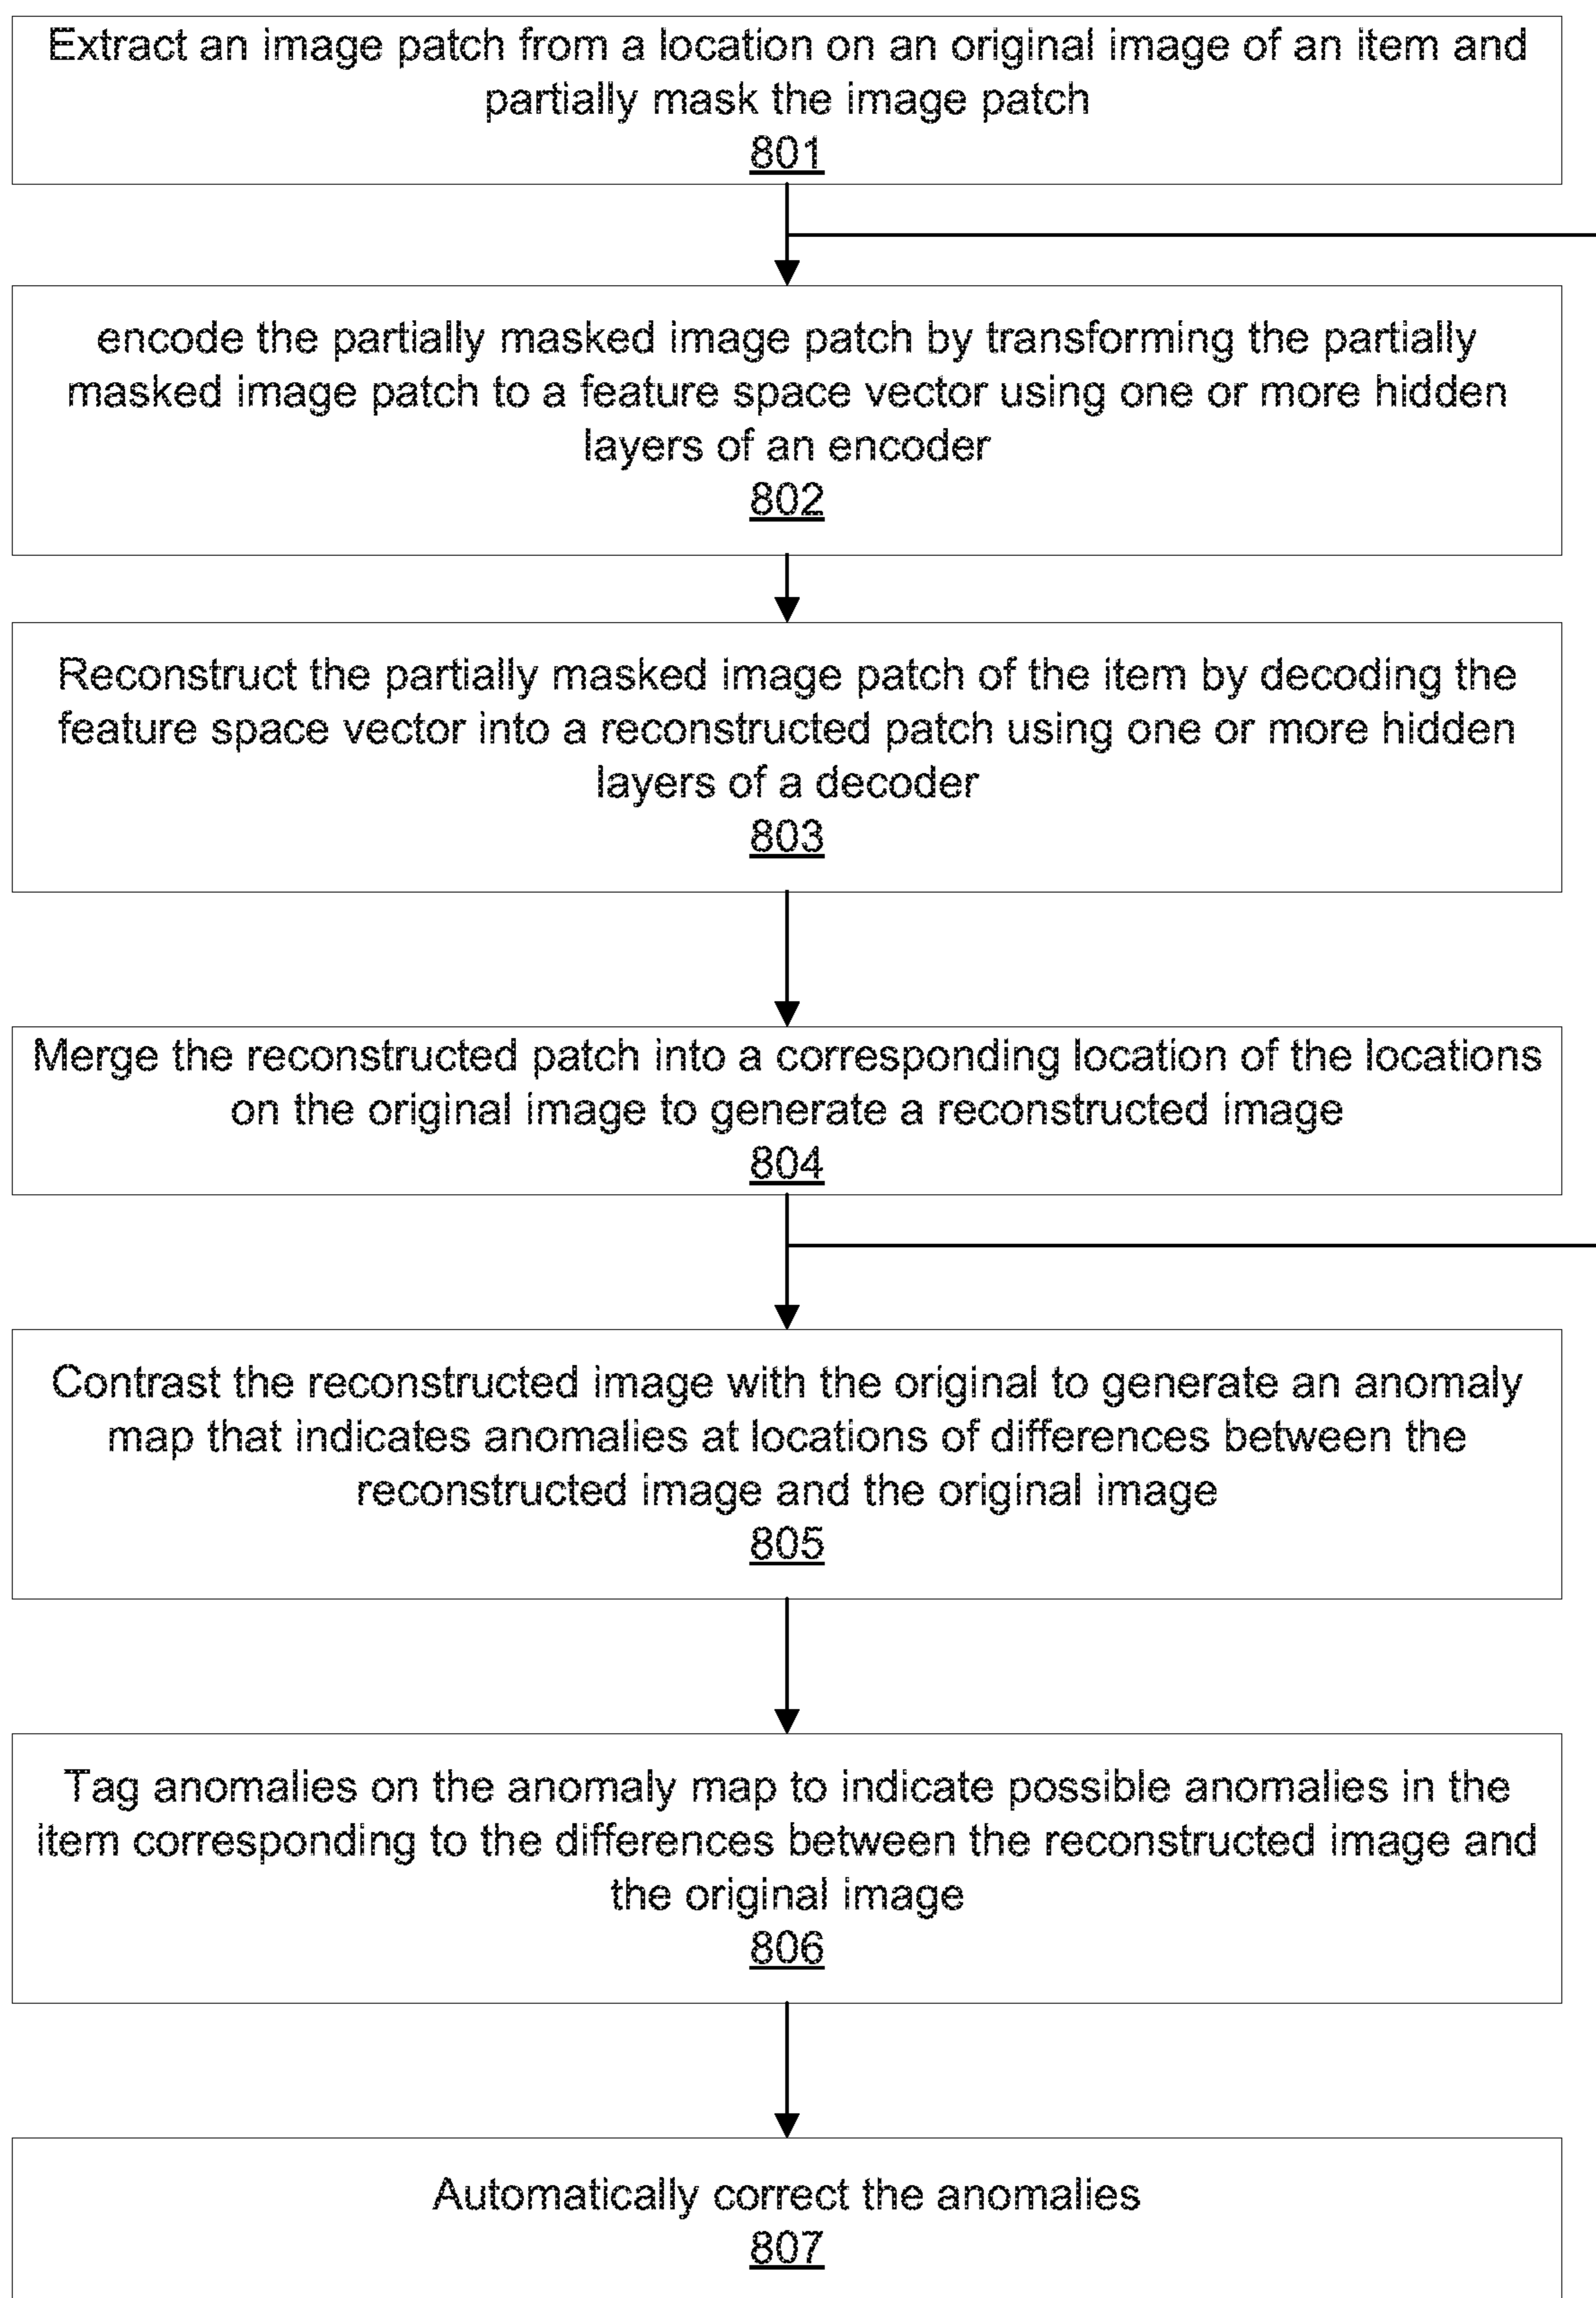 Extract an image patch from a location on an original image of an item and
partially mask the image patch
801
encode the partially masked image patch by transforming the partially
masked image patch to a feature space vector using one or more hidden
layers of an encoder
802
Reconstruct the partially masked image patch of the item by decoding the
feature space vector into a reconstructed patch using one or more hidden
layers of a decoder
803
Merge the reconstructed patch into a corresponding location of the locations
on the original image to generate a reconstructed image
804
Contrast the reconstructed image with the original to generate an anomaly
map that indicates anomalies at locations of differences between the
reconstructed image and the original image
805
Tag anomalies on the anomaly map to indicate possible anomalies in the
item corresponding to the differences between the reconstructed image and
the original image
806
Automatically correct the anomalies
807